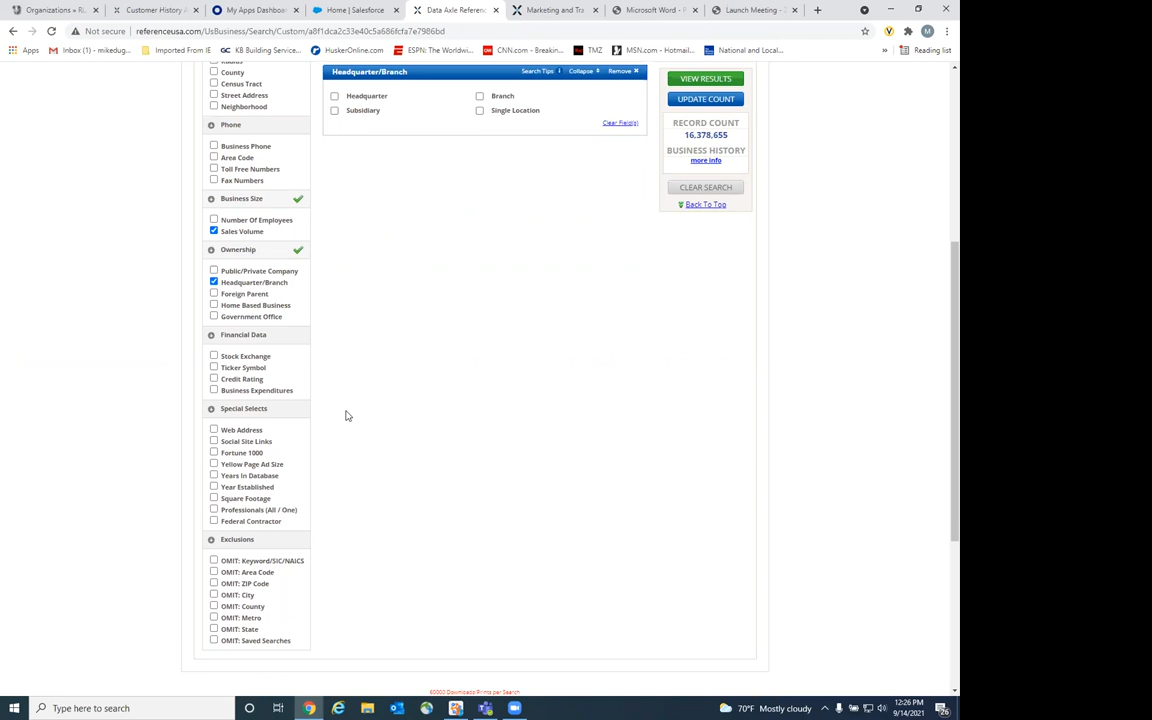 Organizations » Rl
Customer History #
My Apps Dashboa
Home | Salesforce
Data Axle Referenc
Marketing and Tra
Microsoft Word - R
Launch Meeting - Z
Not secure | referenceusa.com/UsBusiness/Search/Custom/a8f1dca2c33e40c5a686fcfa7e7986bd
Apps
Inbox (1) - mikedug...
Imported From IE
KB Building Service...
HuskerOnline.com
ESPN: The Worldwi...
CNN.com - Breakin...
TMZ
MSN.com - Hotmail...
National and Local...
Reading list
County
Census Tract
Street Address
Neighborhood
Phone
Business Phone
Area Code
Toll Free Numbers
Fax Numbers
Business Size
Number Of Employees
Sales Volume
Ownership
Public/Private Company
Headquarter/Branch
Foreign Parent
Home Based Business
Government Office
Financial Data
Stock Exchange
Ticker Symbol
Credit Rating
Business Expenditures
Special Selects
Web Address
Social Site Links
Fortune 1000
Yellow Page Ad Size
Years In Database
Year Established
Square Footage
Professionals (All / One)
Federal Contractor
Exclusions
OMIT: Keyword/SIC/NAICS
OMIT: Area Code
OMIT: ZIP Code
OMIT: City
OMIT: County
OMIT: Metro
OMIT: State
OMIT: Saved Searches
Headquarter/Branch
Search Tips
Collapse
Remove
Headquarter
Branch
Subsidiary
Single Location
Clear Field(s)
VIEW RESULTS
UPDATE COUNT
RECORD COUNT
16,378,655
BUSINESS HISTORY
more info
CLEAR SEARCH
Back To Top
Type here to search
70°F Mostly cloudy
12:26 PM
9/14/2021